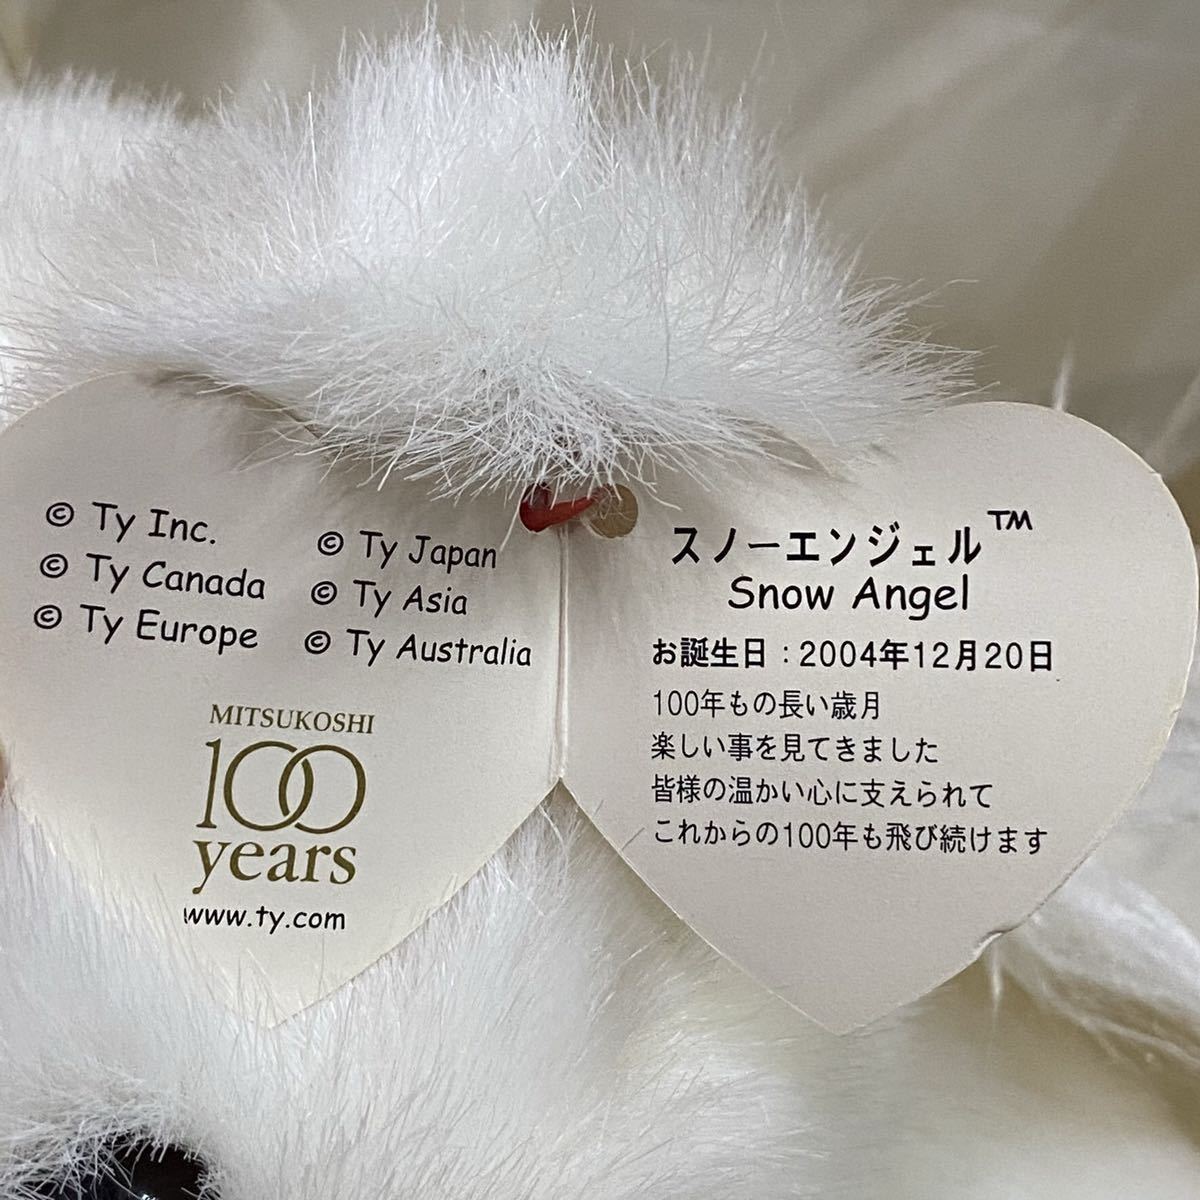 © Ty Inc.
© Ty Canada
© Ty Europe
© Ty Japan
© Ty Asia
© Ty Australia
MITSUKOSHI
100
years
www.ty.com
スノーエンジェル™
Snow Angel
お誕生日：2004年12月20日
100年もの長い歳月
楽しい事を見てきました
皆様の温かい心に支えられて
これからの100年も飛び続けます